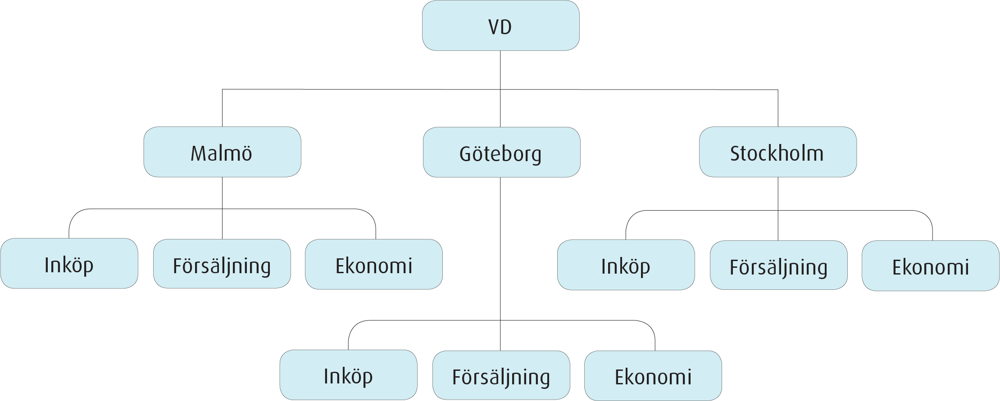 VD
Malmö
Göteborg
Stockholm
Inköp
Försäljning
Ekonomi
Inköp
Försäljning
Ekonomi
Inköp
Försäljning
Ekonomi